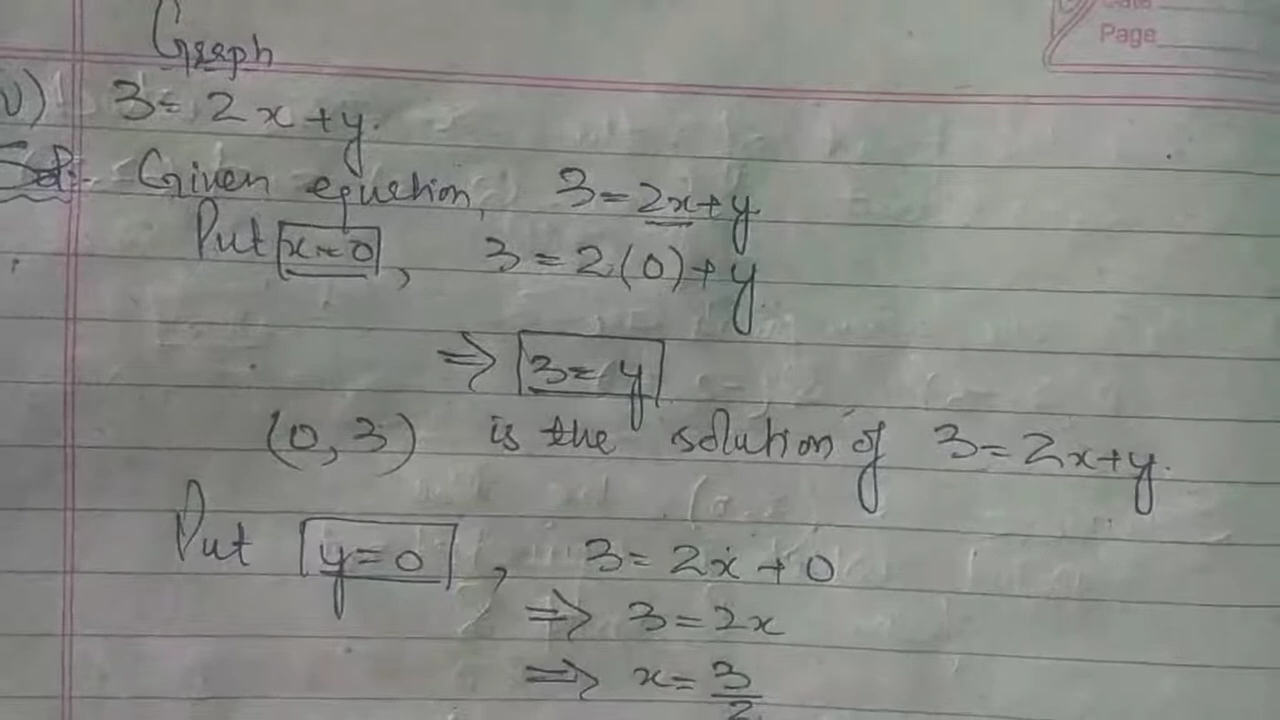 Page
Graph
v) 3 = 2x + y.
Sol:- Given equation, 3 = 2x + y
Put x = 0, 3 = 2(0) + y
⇒ 3 = y
(0, 3) is the solution of 3 = 2x + y.
Put y = 0, 3 = 2x + 0
⇒ 3 = 2x
⇒ x = 3/2